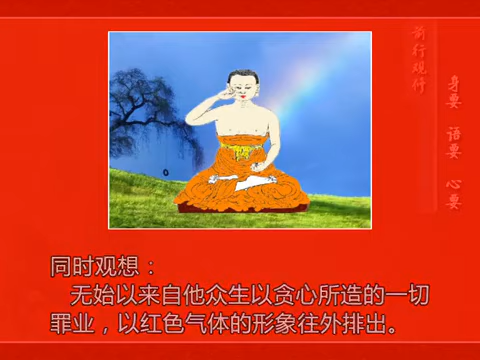 前行观修
身要 语要 心要
同时观想：
无始以来自他众生以贪心所造的一切
罪业，以红色气体的形象往外排出。